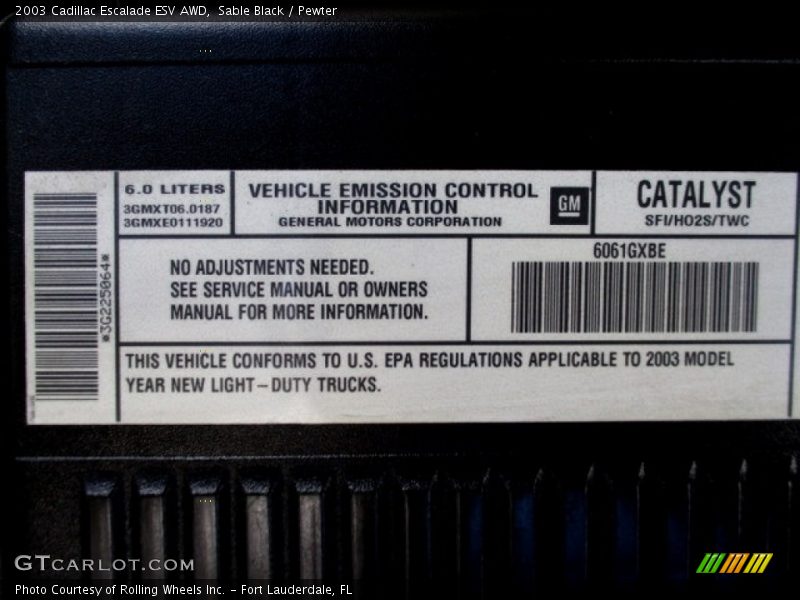 2003 Cadillac Escalade ESV AWD, Sable Black / Pewter
6.0 LITERS
3GMXT06.0187
3GMXE0111920
VEHICLE EMISSION CONTROL
INFORMATION
GENERAL MOTORS CORPORATION
GM
CATALYST
SFI/HO2S/TWC
*3G225064*
NO ADJUSTMENTS NEEDED.
SEE SERVICE MANUAL OR OWNERS
MANUAL FOR MORE INFORMATION.
6061GXBE
THIS VEHICLE CONFORMS TO U.S. EPA REGULATIONS APPLICABLE TO 2003 MODEL
YEAR NEW LIGHT-DUTY TRUCKS.
GTCARLOT.COM
Photo Courtesy of Rolling Wheels Inc. - Fort Lauderdale, FL